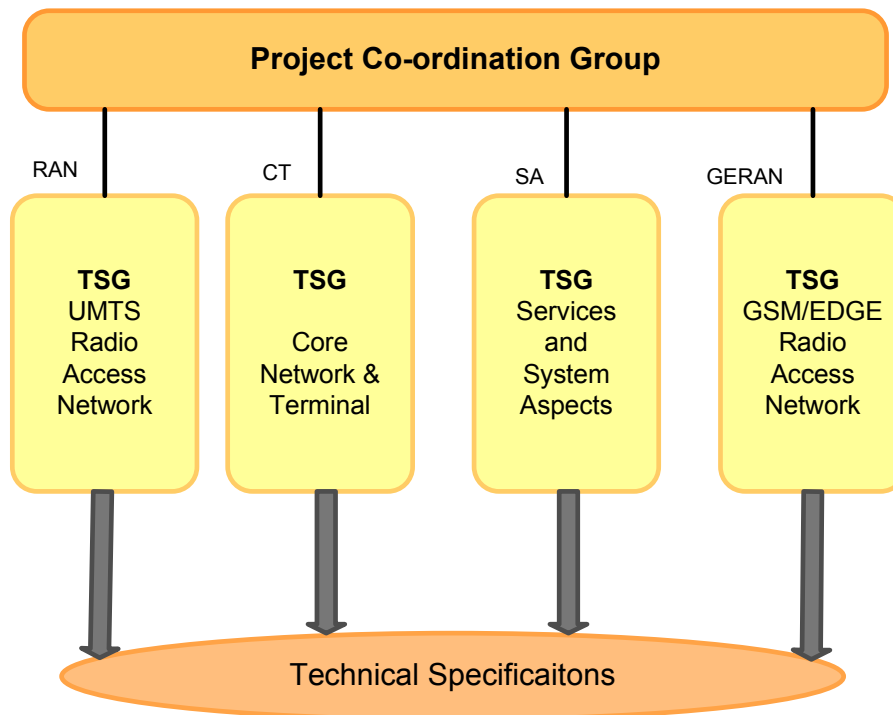 Project Co-ordination Group
RAN
CT
SA
GERAN
TSG
UMTS
Radio
Access
Network
TSG
Core
Network &
Terminal
TSG
Services
and
System
Aspects
TSG
GSM/EDGE
Radio
Access
Network
Technical Specificaitons